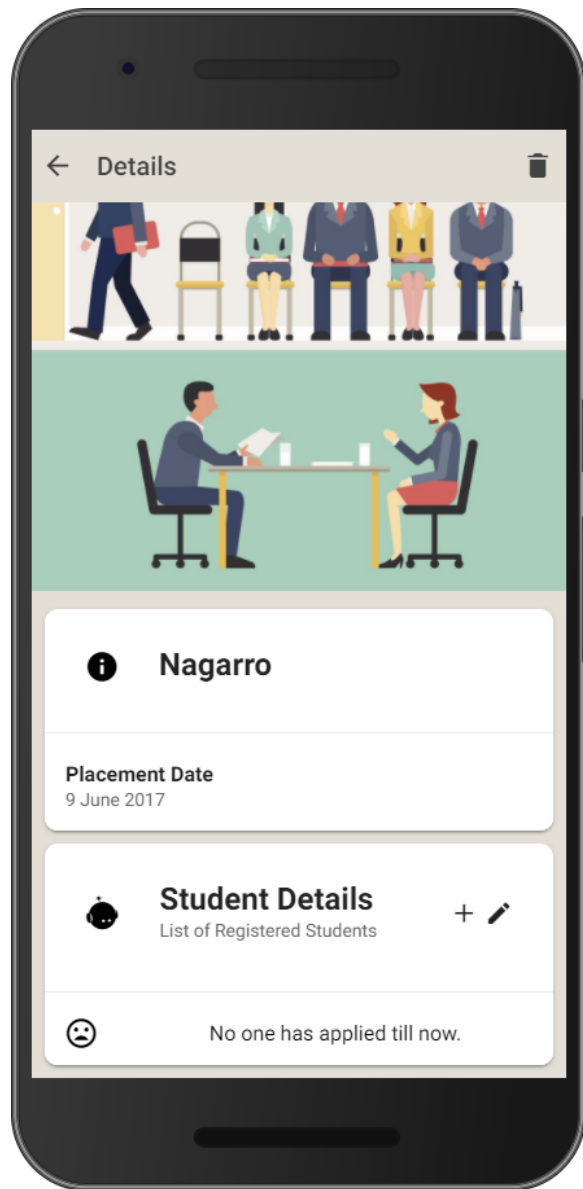 Details
Nagarro
Placement Date
9 June 2017
Student Details
List of Registered Students
No one has applied till now.